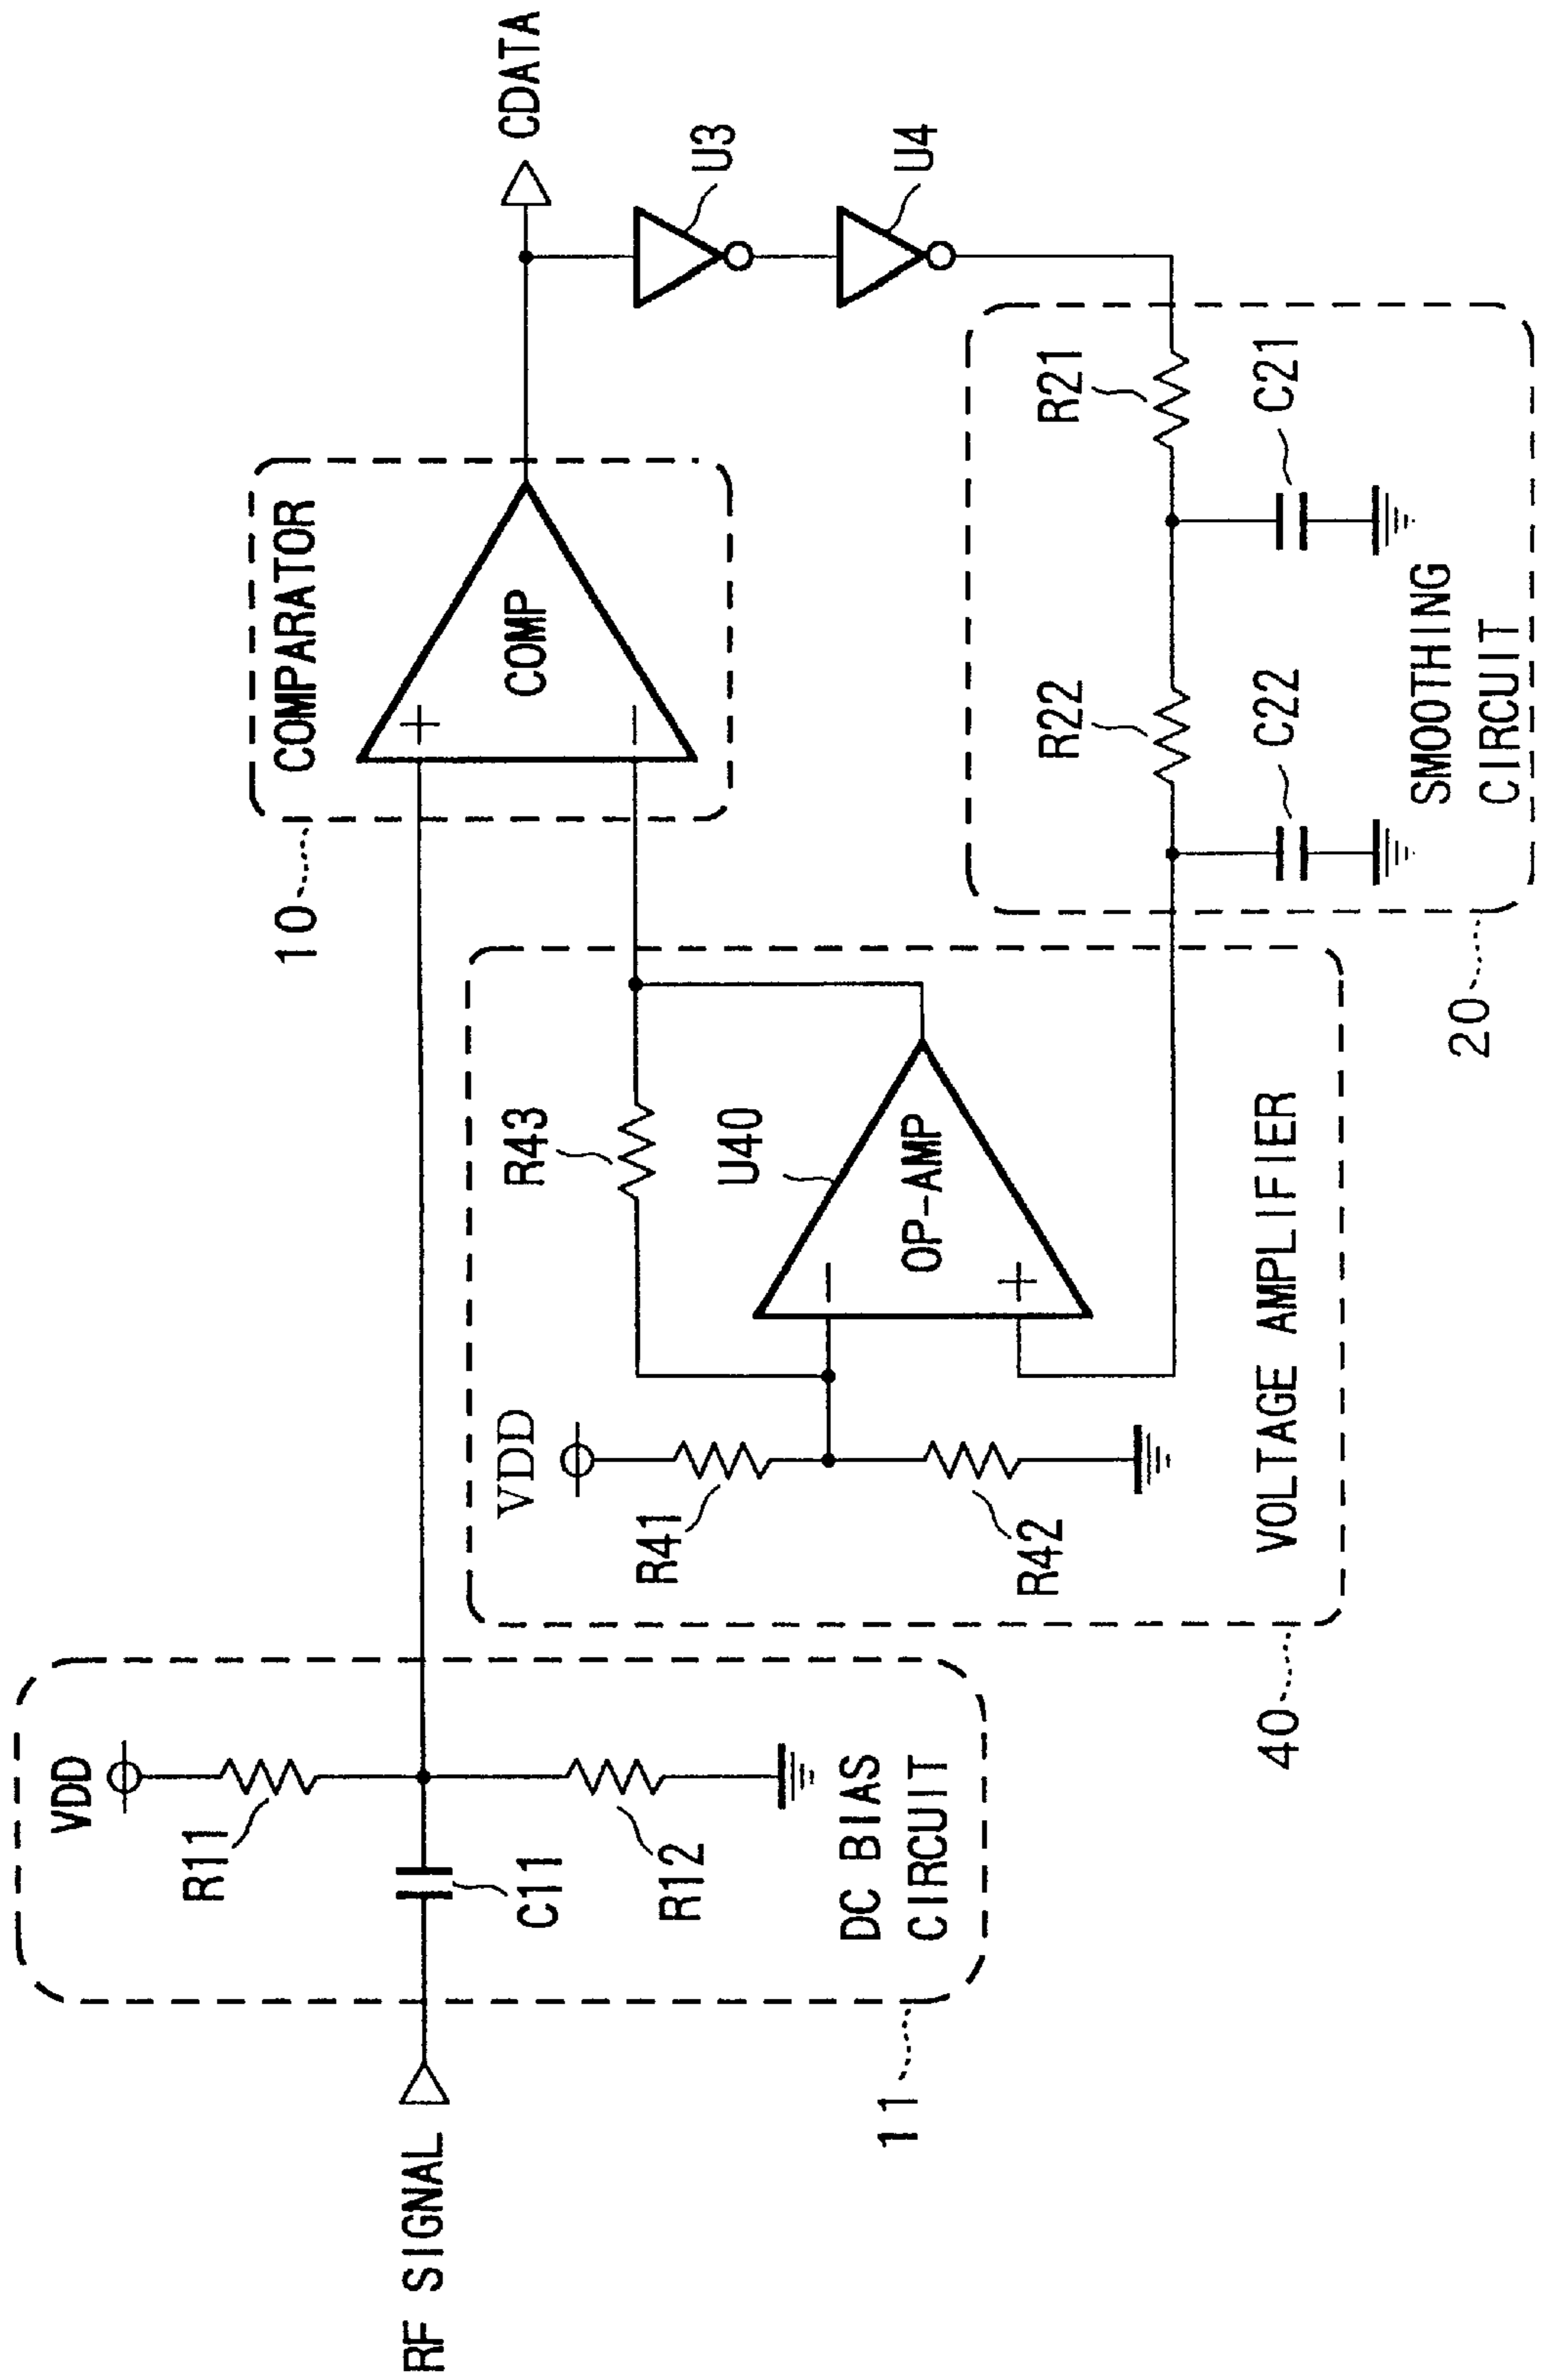 RF SIGNAL
11
DC BIAS
CIRCUIT
VDD
R11
C11
R12
10
COMPARATOR
+
−
COMP
CDATA
U3
U4
40
VOLTAGE AMPLIFIER
VDD
R41
R42
R43
U40
−
+
OP-AMP
20
SMOOTHING
CIRCUIT
R22
C22
R21
C21